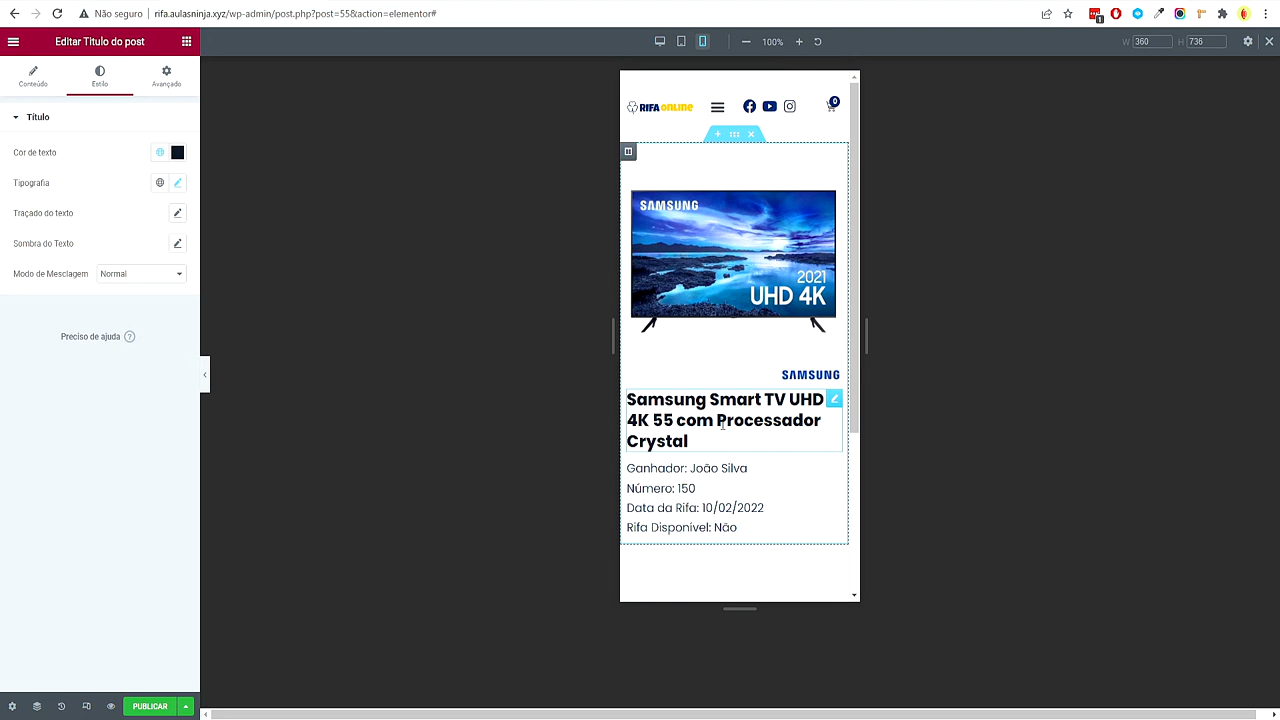 Não seguro | rifa.aulasninja.xyz/wp-admin/post.php?post=55&action=elementor#
1
Editar Título do post
100%
W 360 H 736
Conteúdo Estilo Avançado
Título
Cor de texto
Tipografia
Traçado do texto
Sombra do Texto
Modo de Mesclagem Normal
Preciso de ajuda ?
PUBLICAR
RIFA ONLINE
0
SAMSUNG
2021
UHD 4K
SAMSUNG
Samsung Smart TV UHD
4K 55 com Processador
Crystal
Ganhador: João Silva
Número: 150
Data da Rifa: 10/02/2022
Rifa Disponível: Não